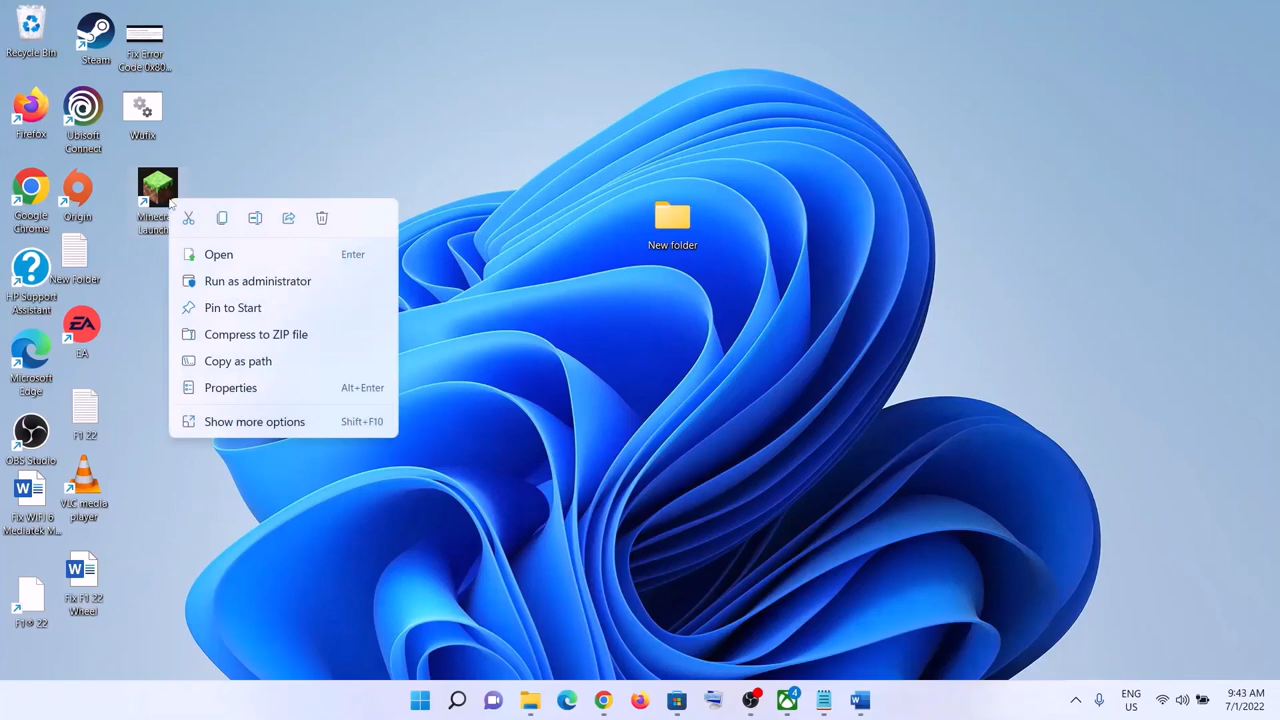 Recycle Bin
Steam
Fix Error
Code 0x80...
Firefox
Ubisoft
Connect
Wufix
Google
Chrome
Origin
Minecr
Launch
HP Support
Assistant
New Folder
EA
Microsoft
Edge
F1 22
OBS Studio
VLC media
player
Fix WiFi 6
Mediatek M...
F1® 22
Fix F1 22
Wheel
New folder
Open Enter
Run as administrator
Pin to Start
Compress to ZIP file
Copy as path
Properties Alt+Enter
Show more options Shift+F10
4
ENG
US
9:43 AM
7/1/2022